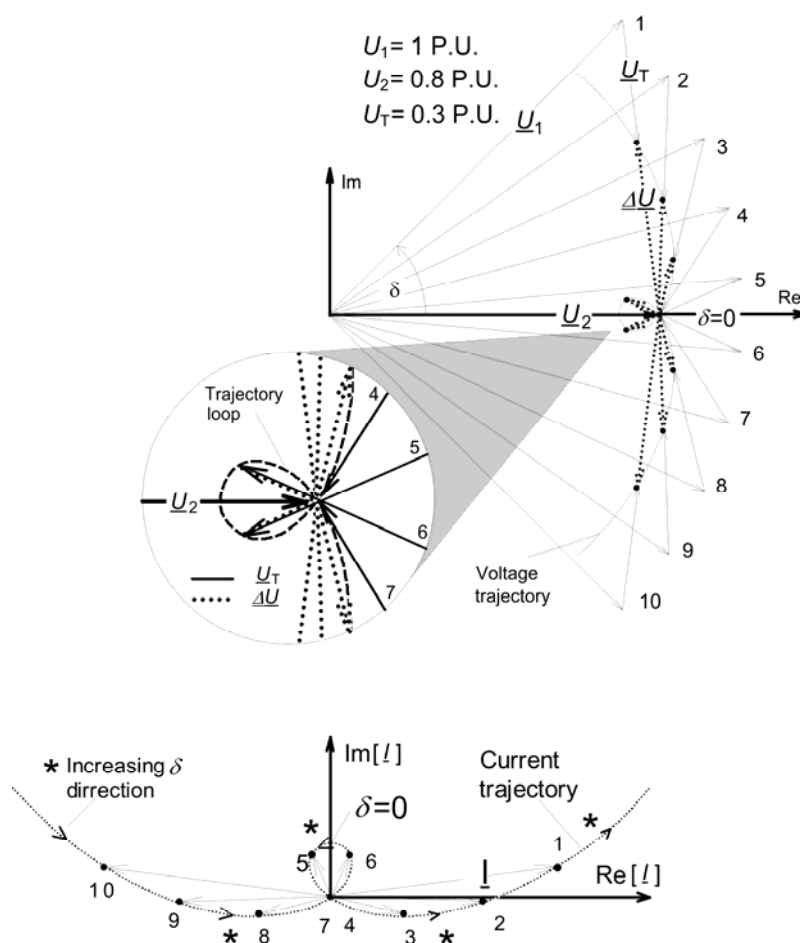 U1= 1 P.U.
U2= 0.8 P.U.
UT= 0.3 P.U.
1
UT
2
U1
3
Im
4
ΔU
δ
5
U2
δ=0
Re
6
7
8
9
10
Trajectory
loop
4
5
U2
6
7
UT
ΔU
Voltage
trajectory
Im[I]
* Increasing δ
dirrection
Current
trajectory
*
δ=0
*
5
6
1
I
Re[I]
10
9
8
7
4
3
2
*
*